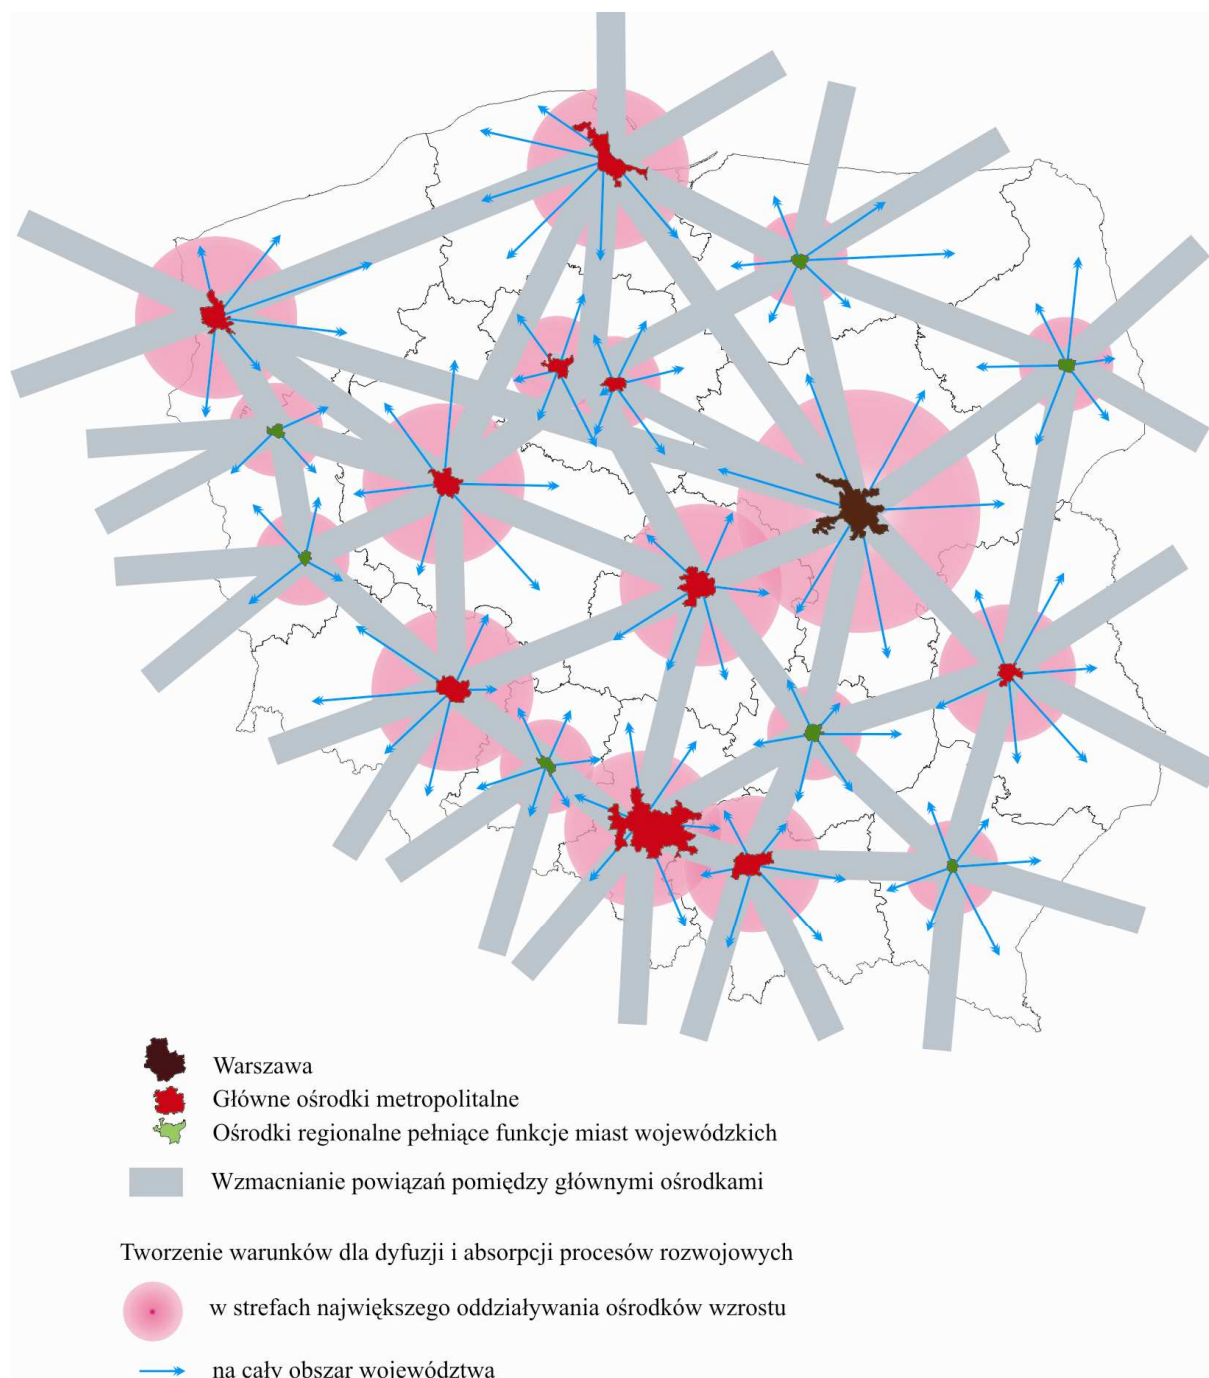 Warszawa
Główne ośrodki metropolitalne
Ośrodki regionalne pełniące funkcje miast wojewódzkich
Wzmacnianie powiązań pomiędzy głównymi ośrodkami
Tworzenie warunków dla dyfuzji i absorpcji procesów rozwojowych
w strefach największego oddziaływania ośrodków wzrostu
na cały obszar województwa